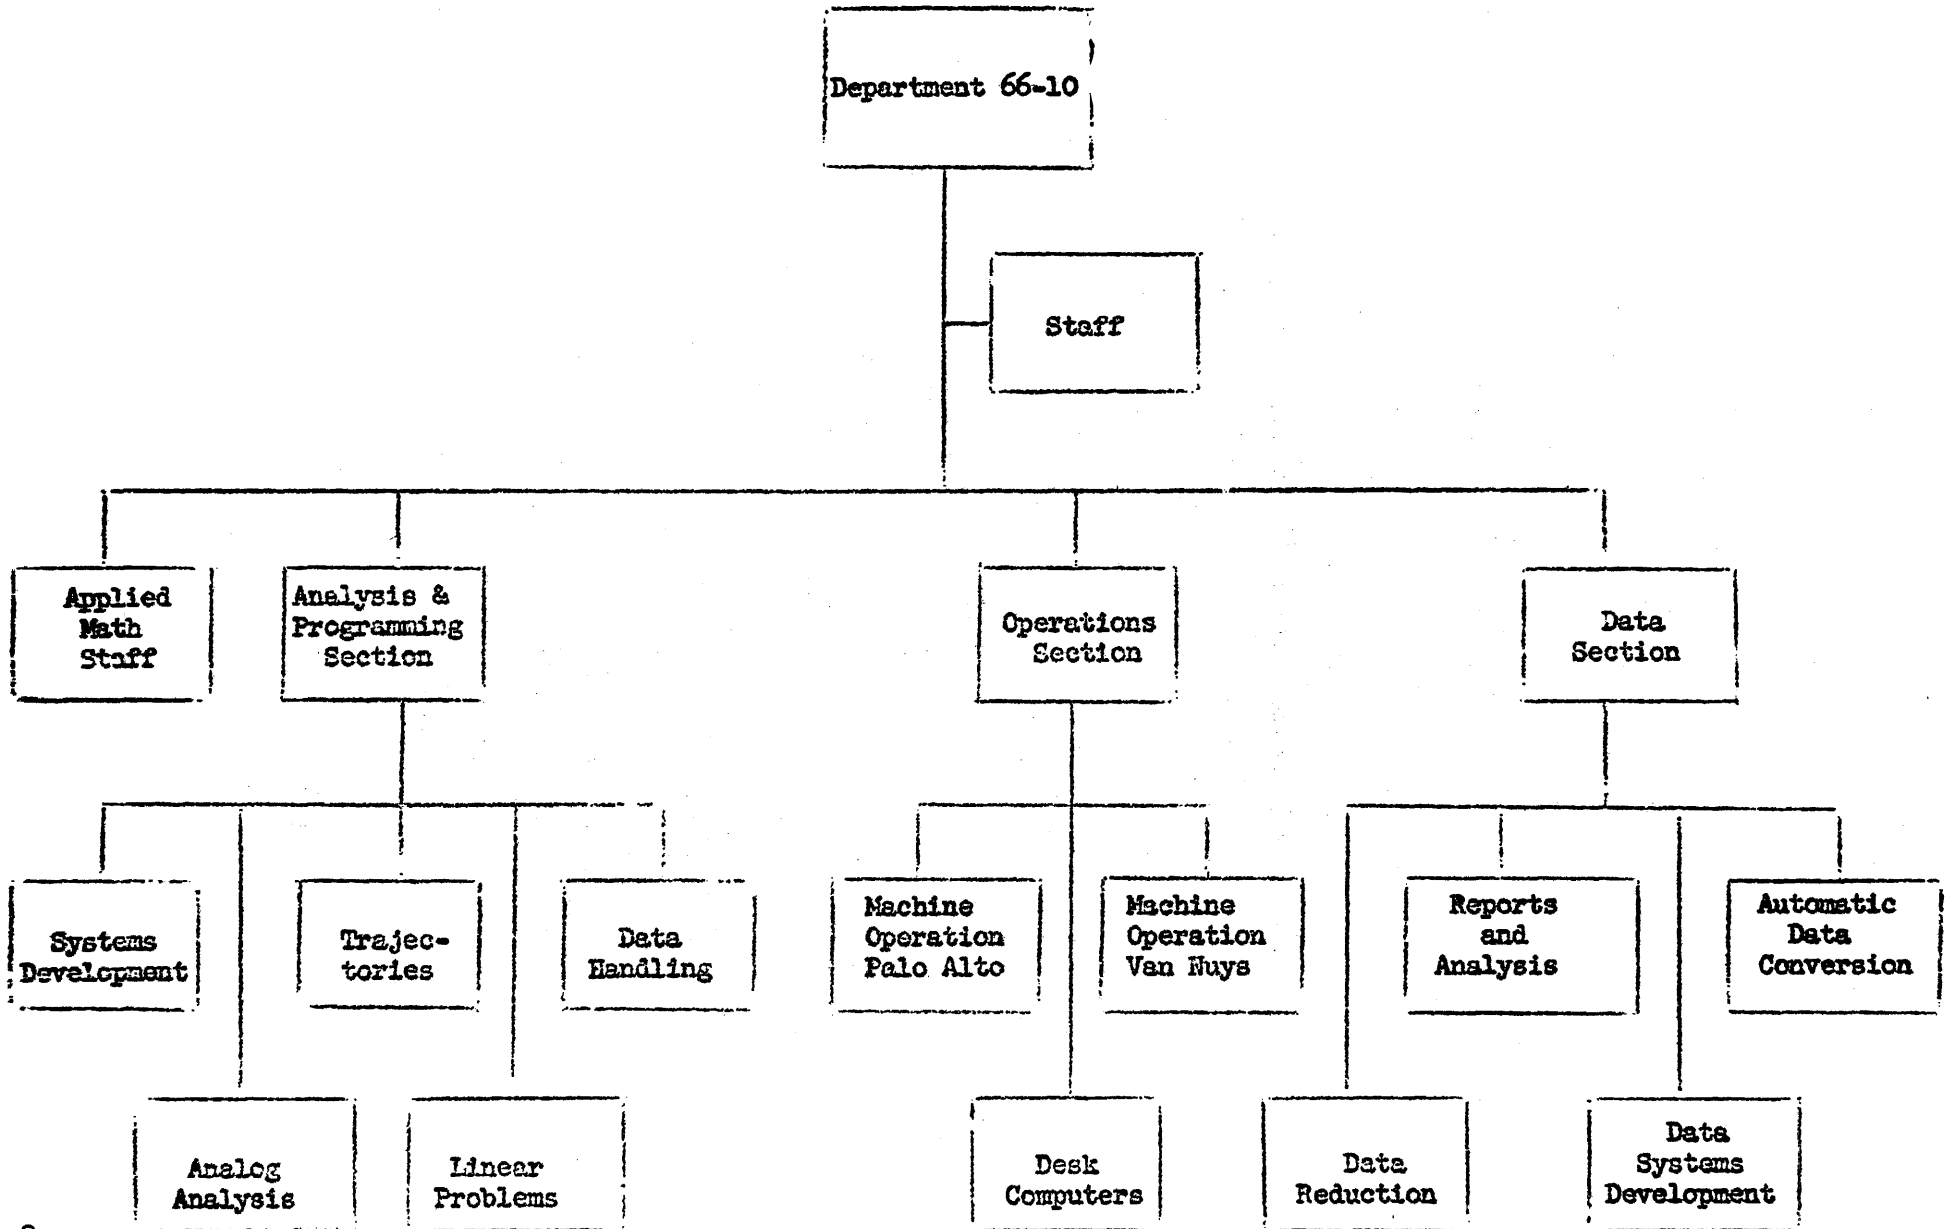 Department 66-10
Staff
Applied
Math
Staff
Analysis &
Programming
Section
Operations
Section
Data
Section
Systems
Development
Trajec-
tories
Data
Handling
Machine
Operation
Palo Alto
Machine
Operation
Van Nuys
Reports
and
Analysis
Automatic
Data
Conversion
Analog
Analysis
Linear
Problems
Desk
Computers
Data
Reduction
Data
Systems
Development